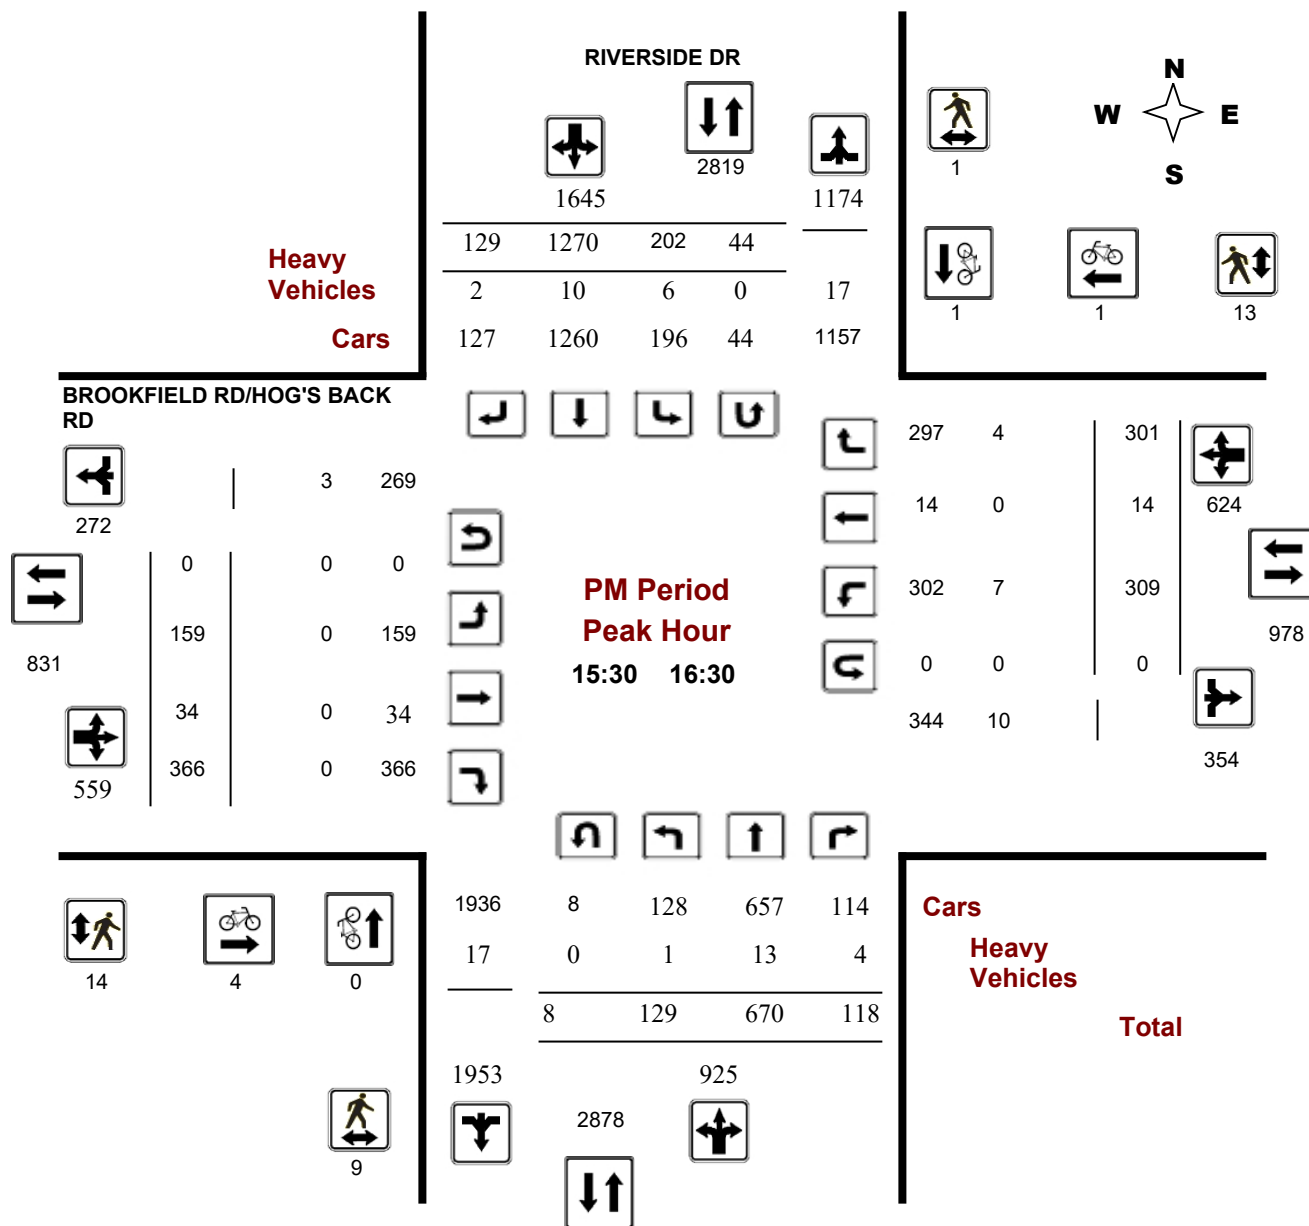 RIVERSIDE DR
N
W E
S
2819
1
1645 1174
129 1270 202 44
Heavy
Vehicles
2 10 6 0 17
1 1 13
Cars
127 1260 196 44 1157
BROOKFIELD RD/HOG'S BACK
RD
297 4 301
3 269
14 0 14 624
272
0 0 0
PM Period
302 7 309
Peak Hour
159 0 159
978
831
15:30 16:30
0 0 0
34 0 34
344 10
354
366 0 366
559
1936 8 128 657 114
Cars
17 0 1 13 4
Heavy
Vehicles
14 4 0
8 129 670 118
Total
1953 925
2878
9